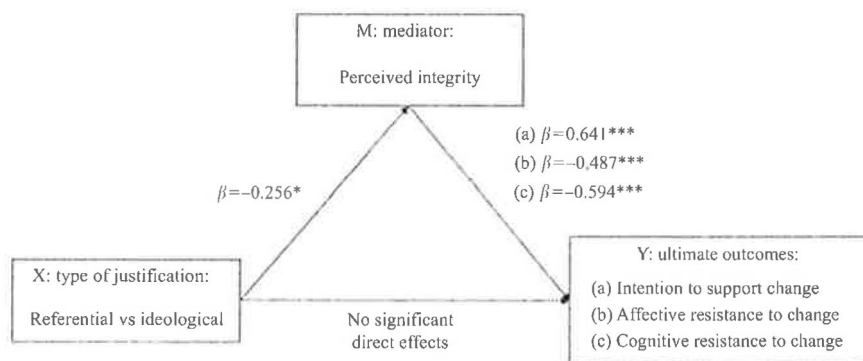 M: mediator:
Perceived integrity
(a) β=0.641***
(b) β=–0.487***
(c) β=–0.594***
β=–0.256*
X: type of justification:
Referential vs ideological
No significant
direct effects
Y: ultimate outcomes:
(a) Intention to support change
(b) Affective resistance to change
(c) Cognitive resistance to change